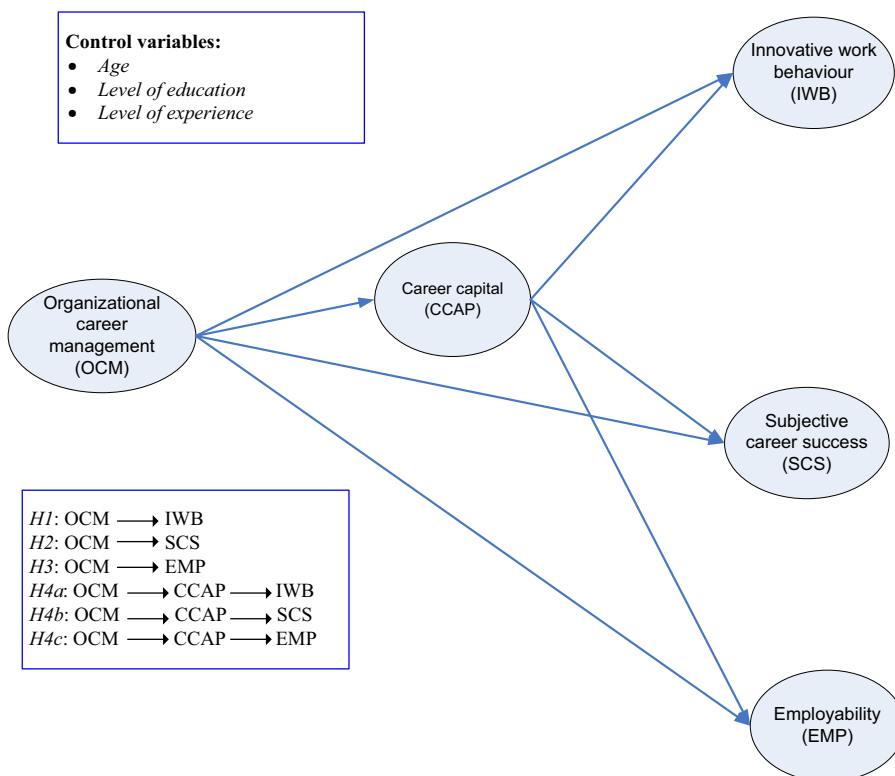 Control variables:
• Age
• Level of education
• Level of experience
Innovative work
behaviour
(IWB)
Career capital
(CCAP)
Organizational
career
management
(OCM)
Subjective
career success
(SCS)
H1: OCM → IWB
H2: OCM → SCS
H3: OCM → EMP
H4a: OCM → CCAP → IWB
H4b: OCM → CCAP → SCS
H4c: OCM → CCAP → EMP
Employability
(EMP)